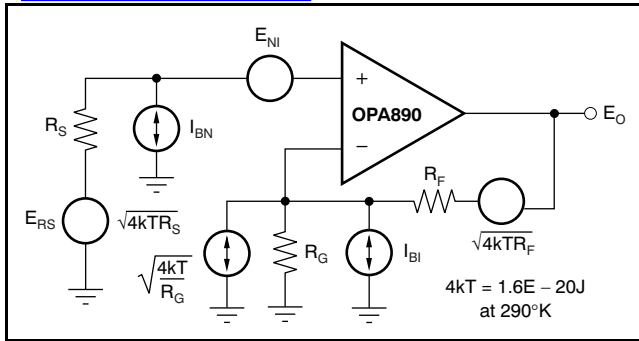 E_NI
+
OPA890
E_O
R_S
I_BN
−
R_F
E_RS
√4kTR_S
√4kT/R_G
R_G
I_BI
√4kTR_F
4kT = 1.6E − 20J
at 290°K